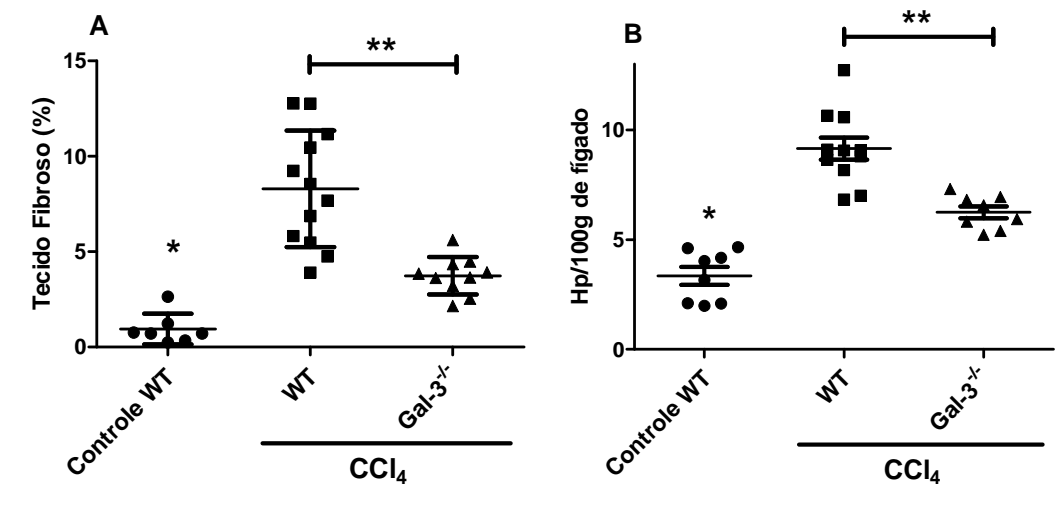 A
**
Tecido Fibroso (%)
15
10
5
0
*
Controle WT
WT
Gal-3-/-
CCl4
B
**
Hp/100g de fígado
10
5
0
*
Controle WT
WT
Gal-3-/-
CCl4